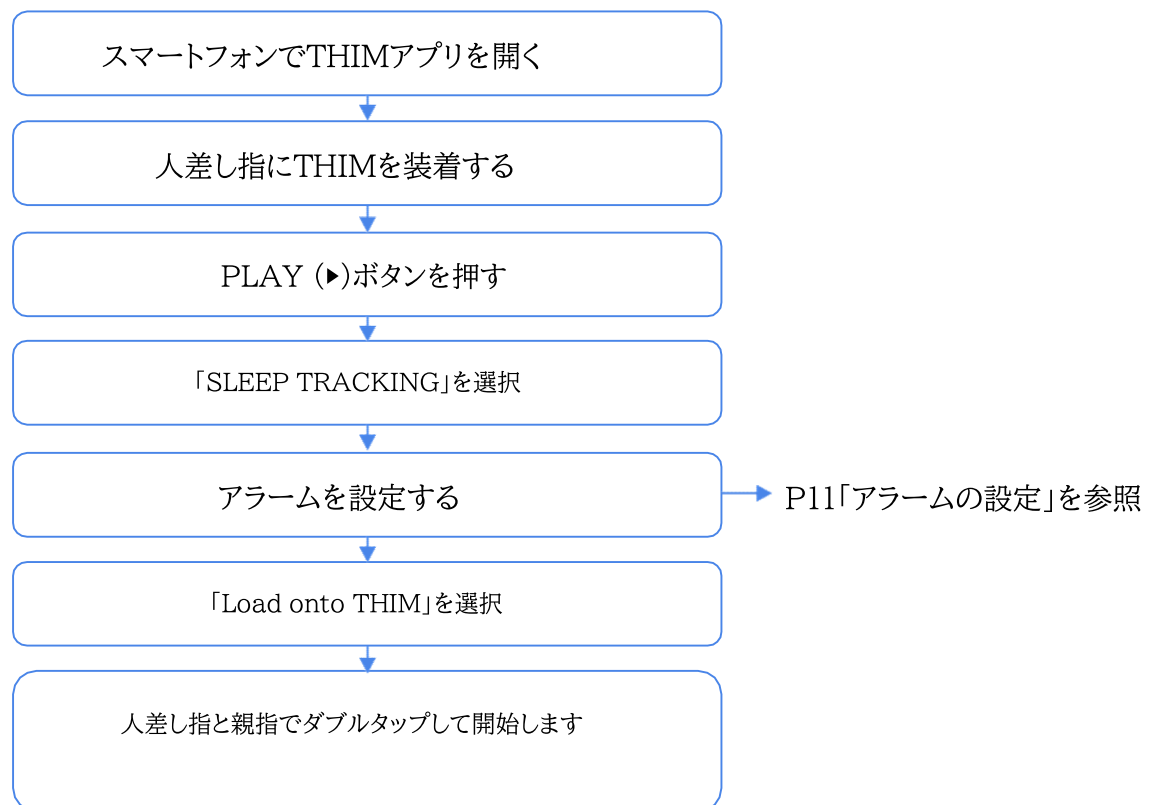 スマートフォンでTHIMアプリを開く
人差し指にTHIMを装着する
PLAY (▶)ボタンを押す
「SLEEP TRACKING」を選択
アラームを設定する
P11「アラームの設定」を参照
「Load onto THIM」を選択
人差し指と親指でダブルタップして開始します